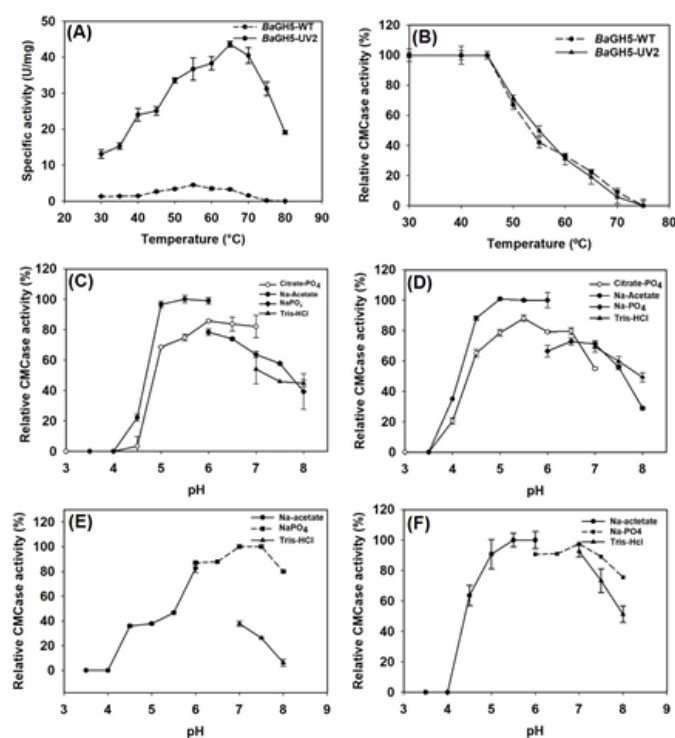 (A)
BaGH5-WT
BaGH5-UV2
Specific activity (U/mg)
50
40
30
20
10
0
20 30 40 50 60 70 80 90
Temperature (°C)
(B)
BaGH5-WT
BaGH5-UV2
Relative CMCase activity (%)
120
100
80
60
40
20
0
30 40 50 60 70 80
Temperature (ºC)
(C)
Citrate-PO4
Na-Acetate
NaPO4
Tris-HCl
Relative CMCase activity (%)
120
100
80
60
40
20
0
3 4 5 6 7 8
pH
(D)
Citrate-PO4
Na-Acetate
Na-PO4
Tris-HCl
Relative CMCase activity (%)
120
100
80
60
40
20
0
3 4 5 6 7 8
pH
(E)
Na-acetate
NaPO4
Tris-HCl
Relative CMCase activity (%)
120
100
80
60
40
20
0
3 4 5 6 7 8 9
pH
(F)
Na-actetate
Na-PO4
Tris-Hcl
Relative CMCase activity (%)
120
100
80
60
40
20
0
3 4 5 6 7 8 9
pH